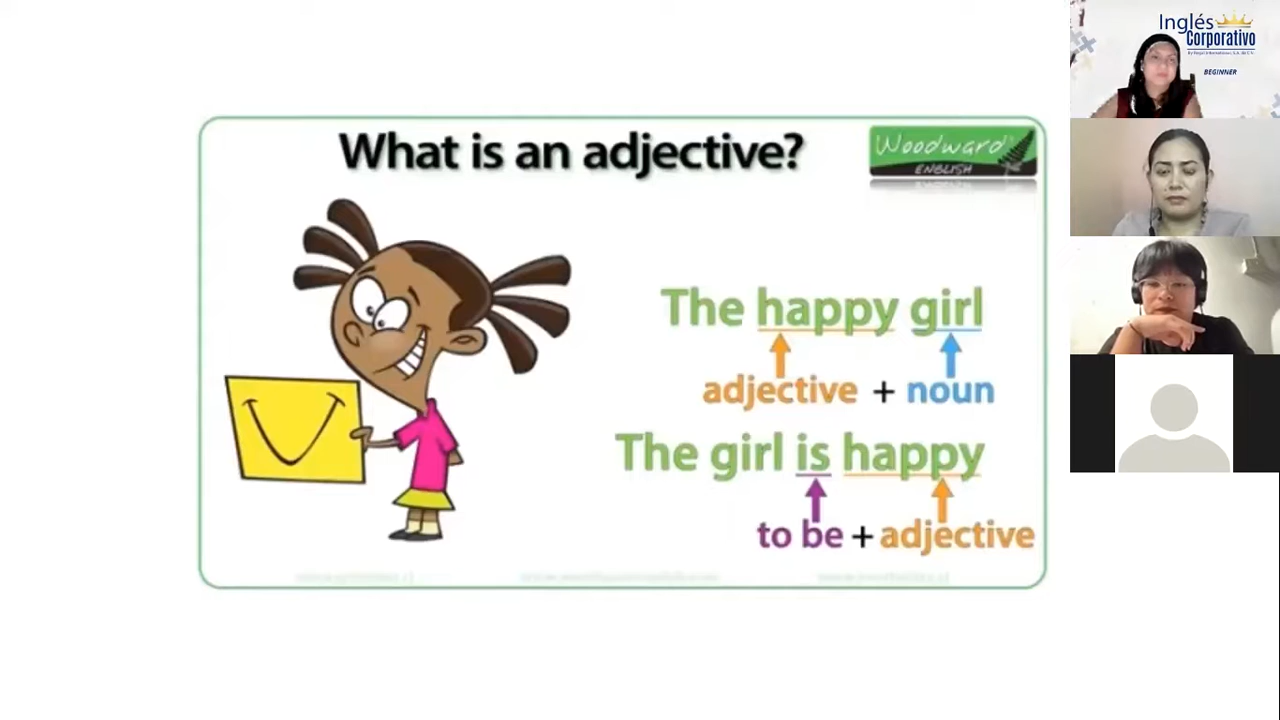 What is an adjective?
Woodward
ENGLISH
The happy girl
adjective + noun
The girl is happy
to be + adjective
Inglés
Corporativo
BEGINNER